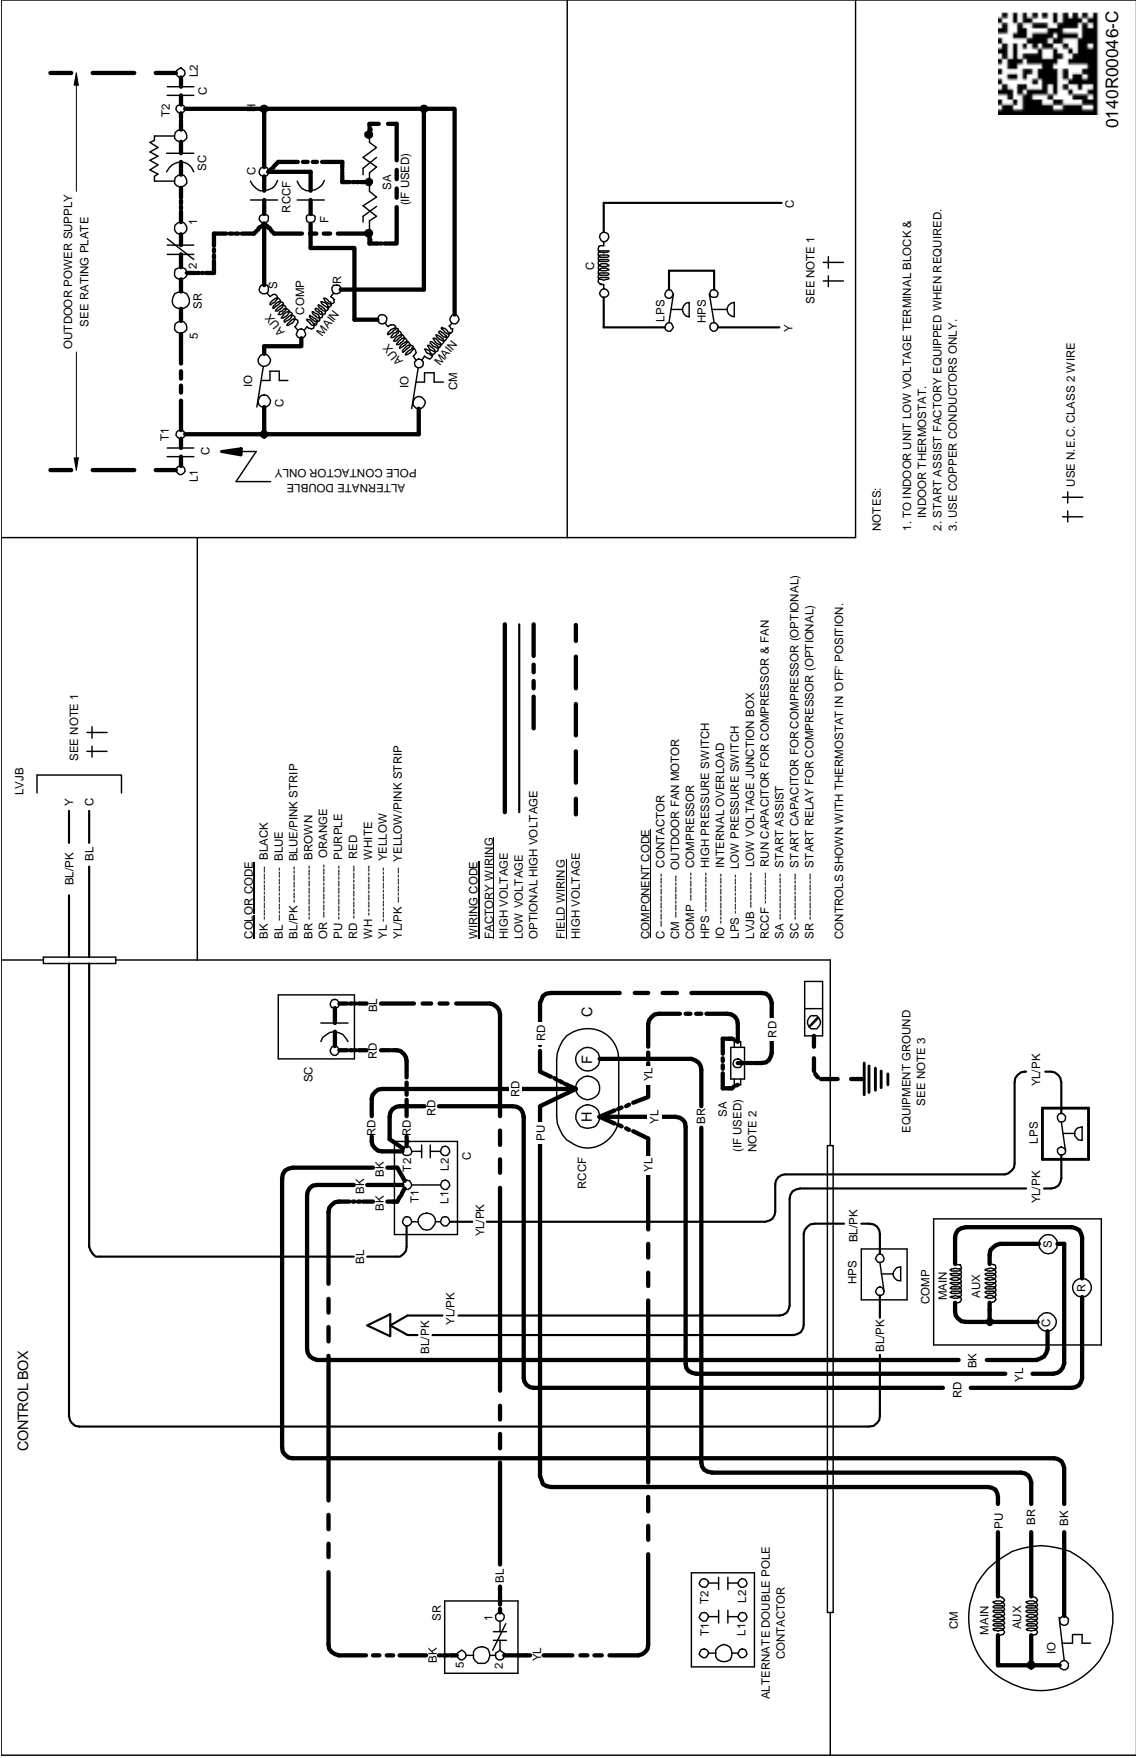 CONTROL BOX
LVJB
BL/PK
Y
BL
C
SEE NOTE 1
SC
RD
BL
RD
RD
RD
RD
BK
BK
BK
T2
T1
L2
L1
C
BL
YL/PK
BL/PK
YL/PK
SR
BK
5
2
1
BL
YL
RD
PU
C
F
H
RCCF
YL
YL
YL
BR
RD
SA
(IF USED)
NOTE 2
EQUIPMENT GROUND
SEE NOTE 3
YL/PK
LPS
YL/PK
BL/PK
HPS
BL/PK
COMP
MAIN
AUX
S
R
C
BK
YL
RD
T1
T2
L1
L2
ALTERNATE DOUBLE POLE
CONTACTOR
CM
MAIN
AUX
IO
PU
BR
BK
COLOR CODE
BK ---------- BLACK
BL ---------- BLUE
BL/PK ---------- BLUE/PINK STRIP
BR ---------- BROWN
OR ---------- ORANGE
PU ---------- PURPLE
RD ---------- RED
WH ---------- WHITE
YL ---------- YELLOW
YL/PK ---------- YELLOW/PINK STRIP
WIRING CODE
FACTORY WIRING
HIGH VOLTAGE
LOW VOLTAGE
OPTIONAL HIGH VOLTAGE
FIELD WIRING
HIGH VOLTAGE
COMPONENT CODE
C ---------- CONTACTOR
CM ---------- OUTDOOR FAN MOTOR
COMP ---------- COMPRESSOR
HPS ---------- HIGH PRESSURE SWITCH
IO ---------- INTERNAL OVERLOAD
LPS ---------- LOW PRESSURE SWITCH
LVJB ---------- LOW VOLTAGE JUNCTION BOX
RCCF ---------- RUN CAPACITOR FOR COMPRESSOR & FAN
SA ---------- START ASSIST
SC ---------- START CAPACITOR FOR COMPRESSOR (OPTIONAL)
SR ---------- START RELAY FOR COMPRESSOR (OPTIONAL)
CONTROLS SHOWN WITH THERMOSTAT IN 'OFF' POSITION.
OUTDOOR POWER SUPPLY
SEE RATING PLATE
L1
C
T1
5
SR
2
1
SC
T2
C
L2
ALTERNATE DOUBLE
POLE CONTACTOR ONLY
IO
C
AUX
S
COMP
MAIN
R
C
H
RCCF
F
SA
(IF USED)
IO
CM
AUX
MAIN
C
LPS
HPS
Y
C
SEE NOTE 1
NOTES:
1. TO INDOOR UNIT LOW VOLTAGE TERMINAL BLOCK &
INDOOR THERMOSTAT.
2. START ASSIST FACTORY EQUIPPED WHEN REQUIRED.
3. USE COPPER CONDUCTORS ONLY.
†† USE N.E.C. CLASS 2 WIRE
0140R00046-C